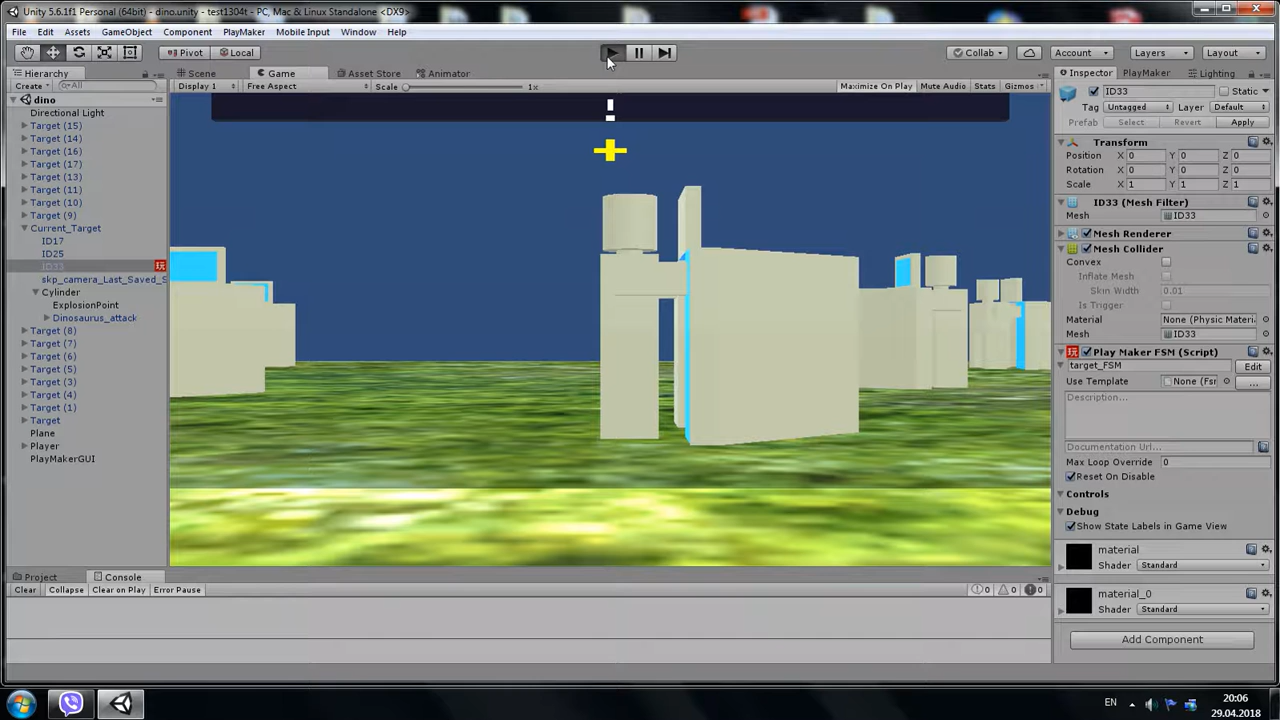 Unity 5.6.1f1 Personal (64bit) - dino.unity - test1304t - PC, Mac & Linux Standalone <DX9>
File Edit Assets GameObject Component PlayMaker Mobile Input Window Help
Pivot Local Collab Account Layers Layout
Hierarchy Scene Game Asset Store Animator Inspector PlayMaker Lighting
Create All Display 1 Free Aspect Scale 1x Maximize On Play Mute Audio Stats Gizmos ID33 Static
dino
Tag Untagged Layer Default
Directional Light
Prefab Select Revert Apply
Target (15)
Target (14)
Target (16)
Target (17)
Target (13)
Target (11)
Target (10)
Target (9)
Current_Target
ID17
ID25
ID33
skp_camera_Last_Saved_S
Cylinder
ExplosionPoint
Dinosaurus_attack
Target (8)
Target (7)
Target (6)
Target (5)
Target (3)
Target (4)
Target (1)
Target
Plane
Player
PlayMakerGUI
!
+
Transform
Position X 0 Y 0 Z 0
Rotation X 0 Y 0 Z 0
Scale X 1 Y 1 Z 1
ID33 (Mesh Filter)
Mesh ID33
Mesh Renderer
Mesh Collider
Convex
Inflate Mesh
Skin Width 0.01
Is Trigger
Material None (Physic Materi
Mesh ID33
Play Maker FSM (Script)
target_FSM Edit
Use Template None (Fsm ...
Description...
Documentation Url...
Max Loop Override 0
Reset On Disable
Controls
Debug
Show State Labels in Game View
material
Shader Standard
material_0
Shader Standard
Add Component
Project Console
Clear Collapse Clear on Play Error Pause 0 0 0
EN 20:06
29.04.2018